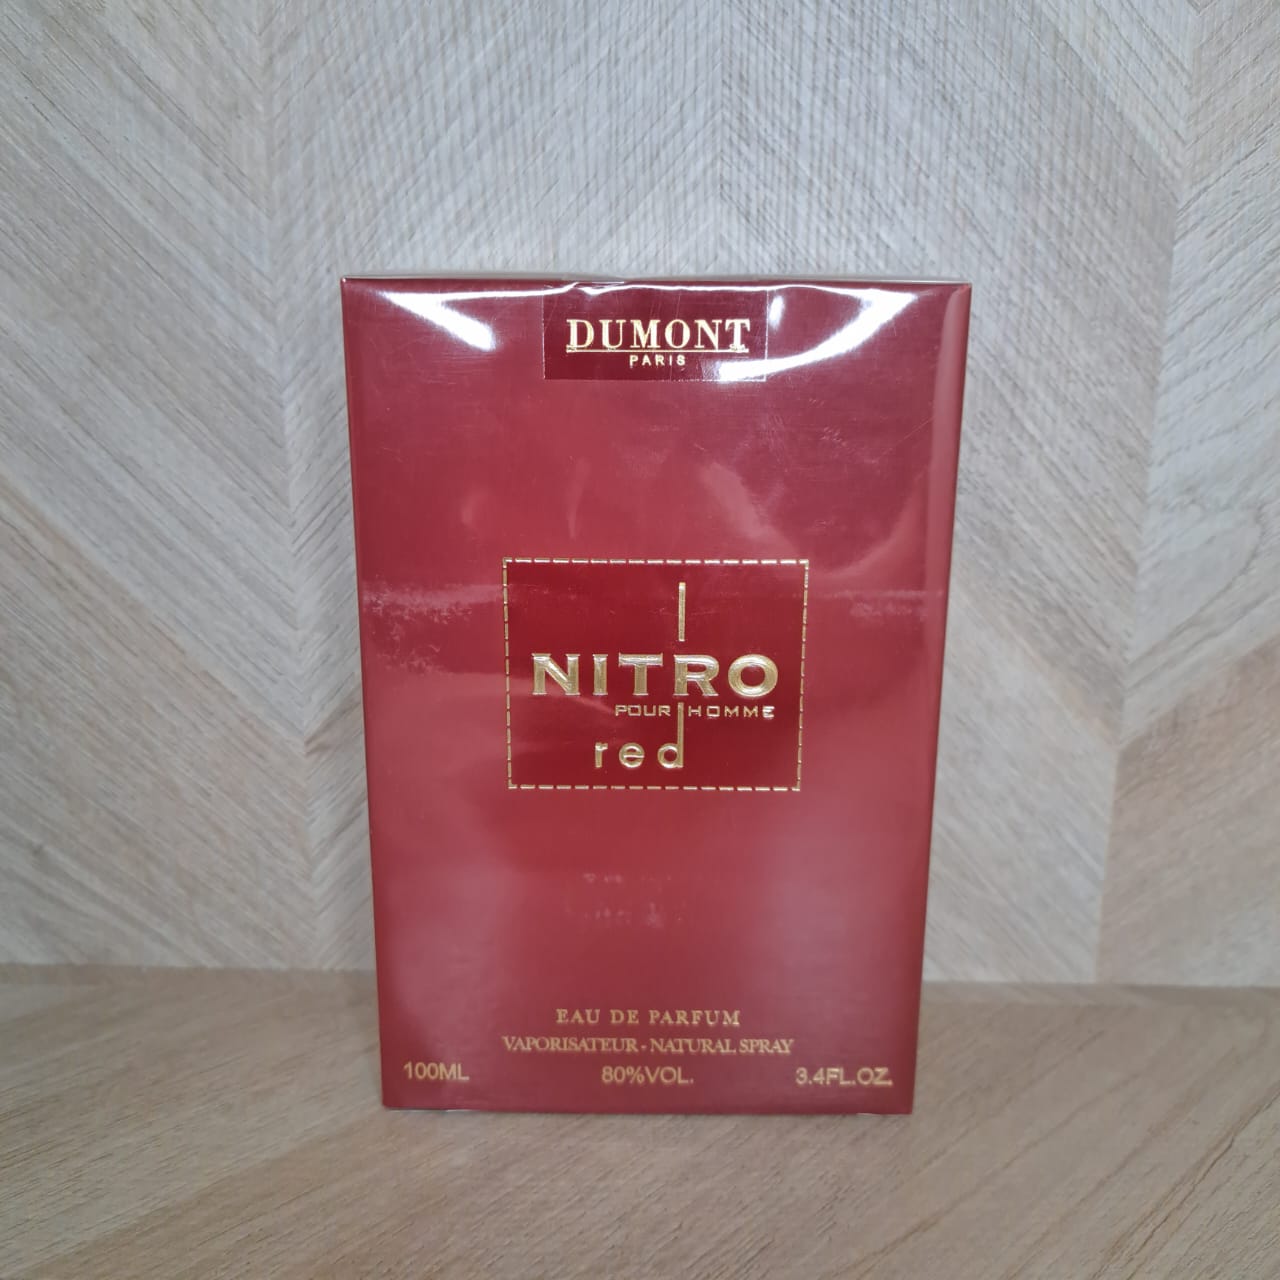 DUMONT
PARIS
NITRO
POUR HOMME
red
EAU DE PARFUM
VAPORISATEUR - NATURAL SPRAY
100ML 80%VOL. 3.4FL.OZ.